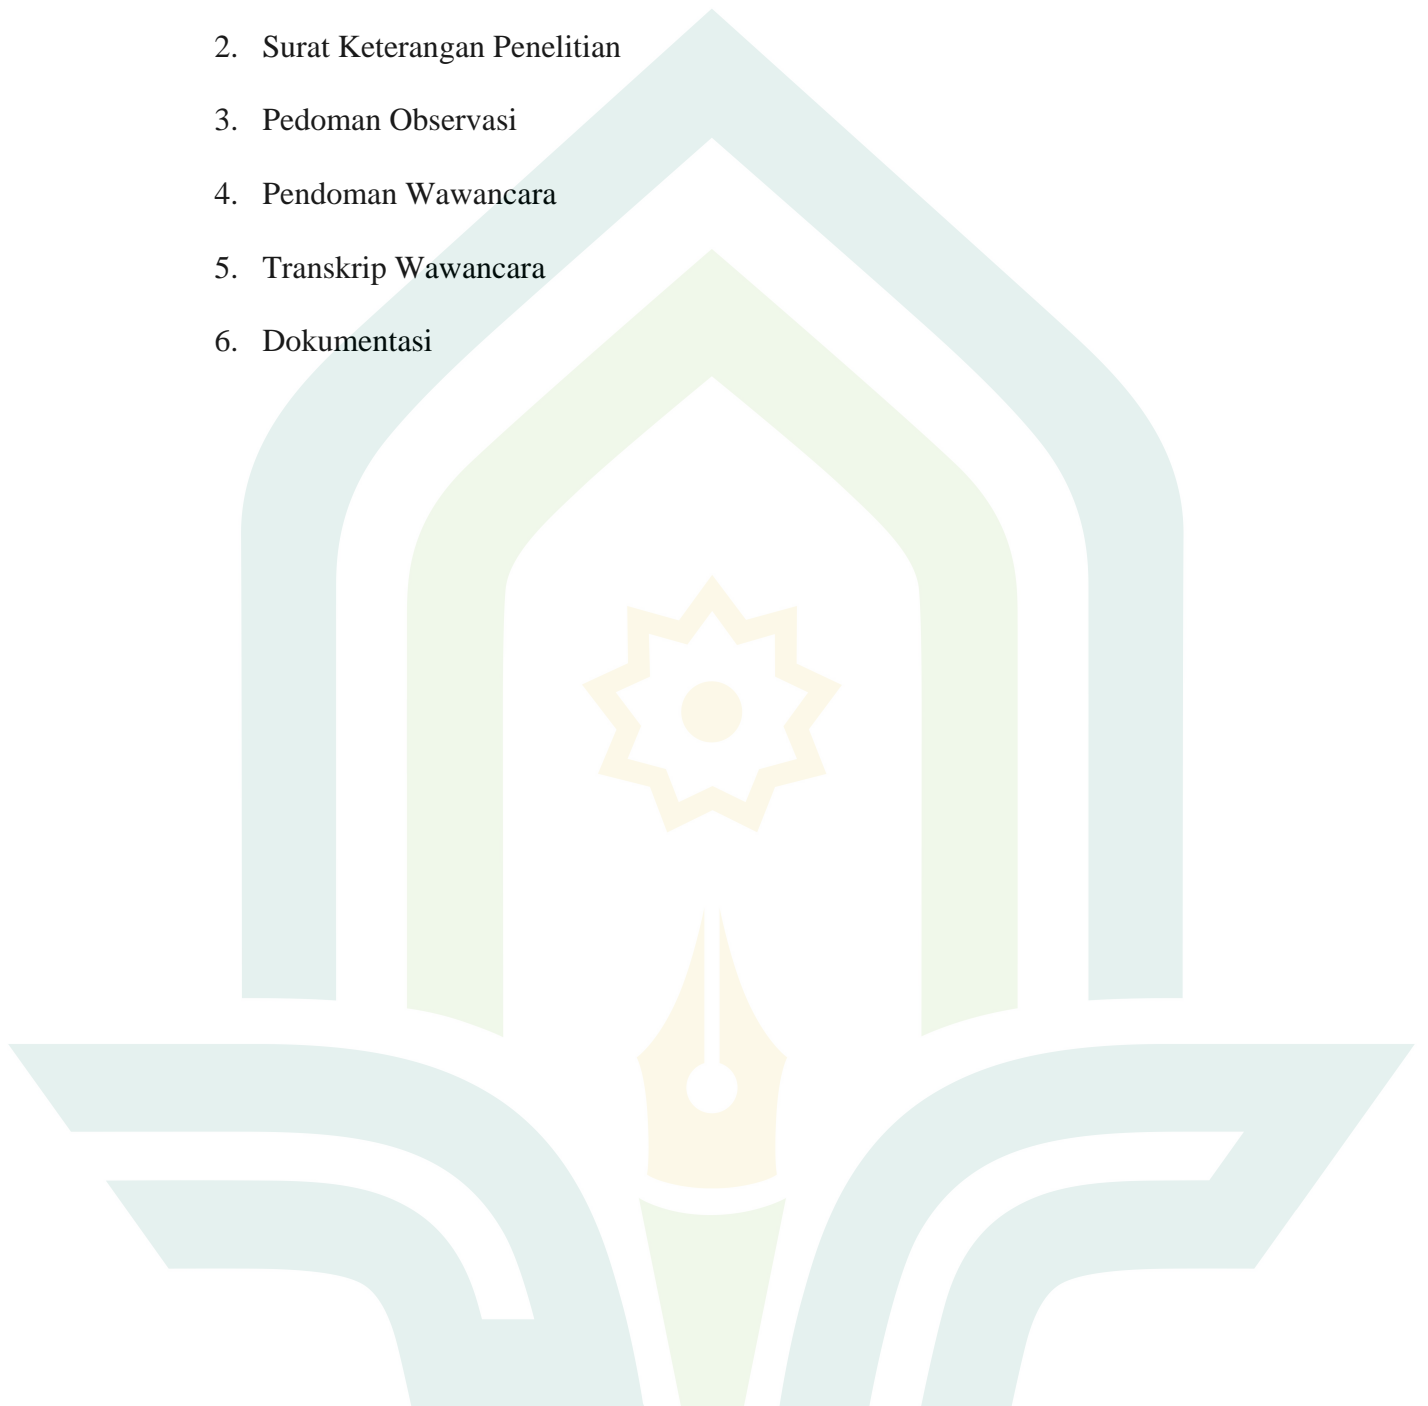 2. Surat Keterangan Penelitian
3. Pedoman Observasi
4. Pendoman Wawancara
5. Transkrip Wawancara
6. Dokumentasi